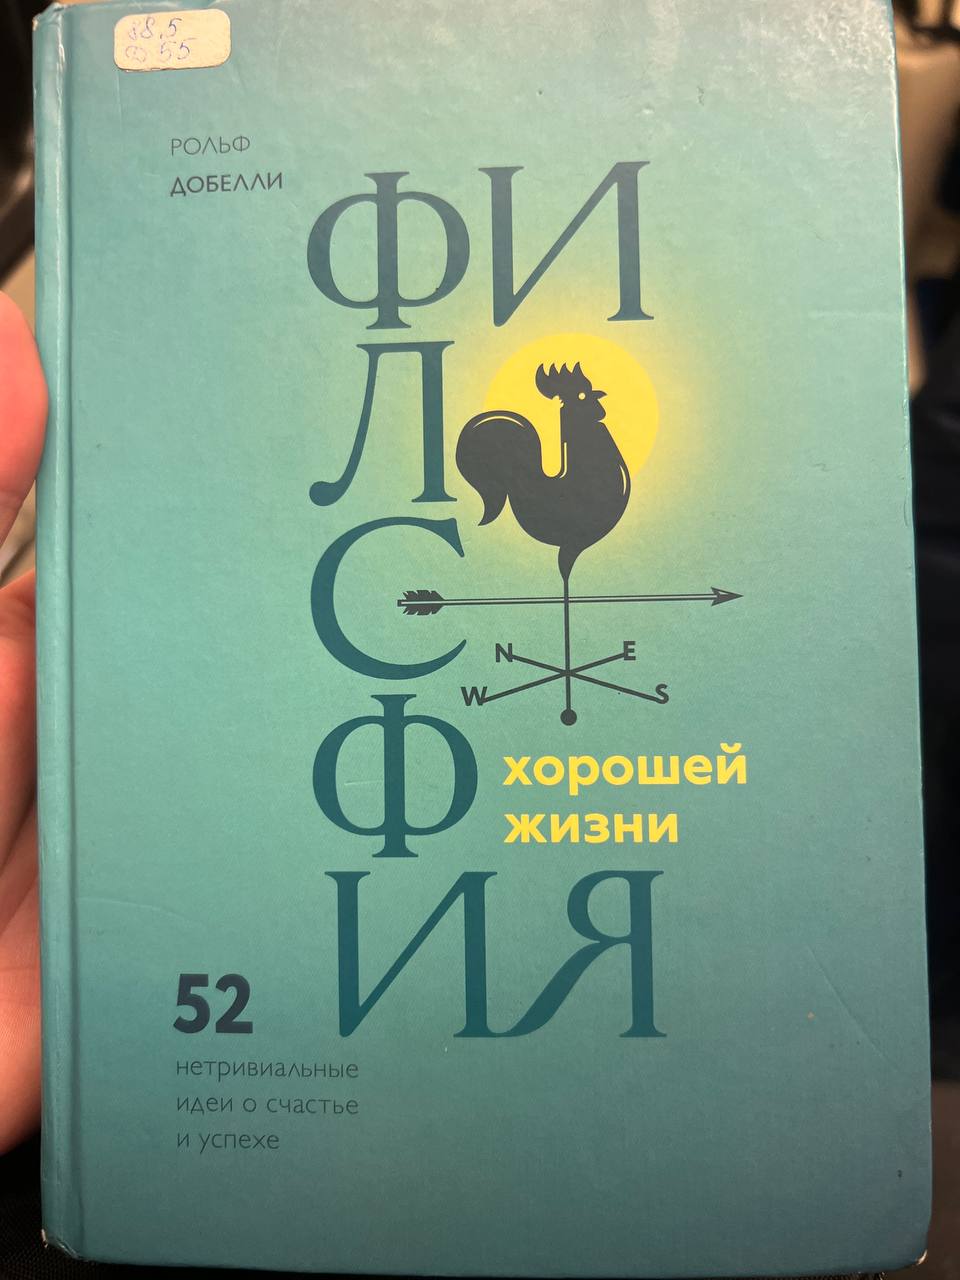 88.5
Д 55
РОЛЬФ
ДОБЕЛЛИ
ФИ
Л
С
N E
W S
Ф
хорошей
жизни
ИЯ
52
нетривиальные
идеи о счастье
и успехе